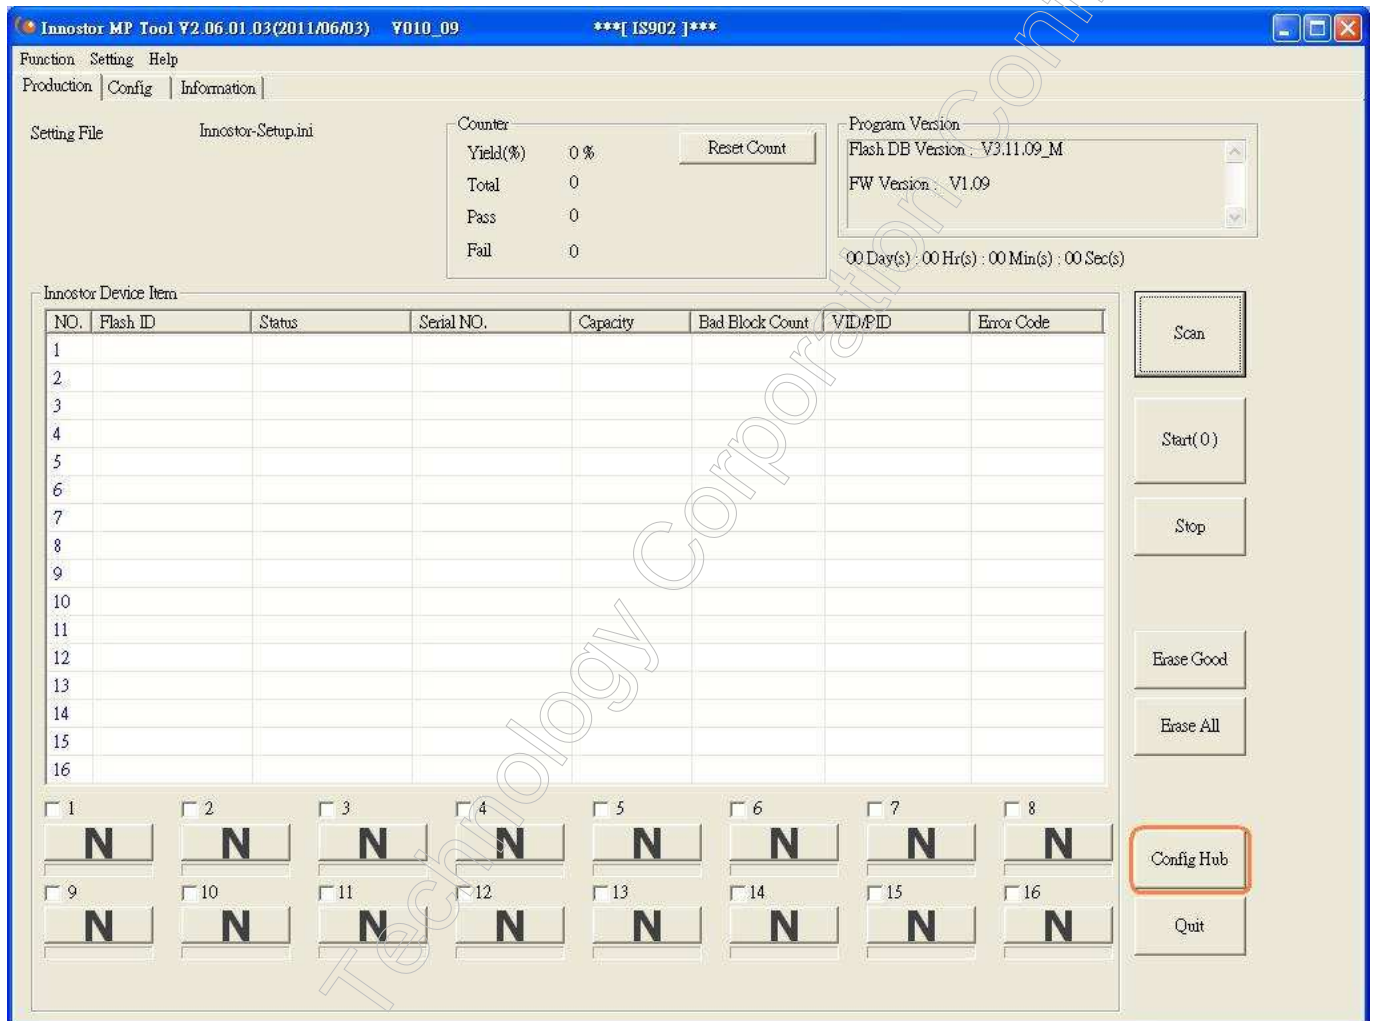 Innostor MP Tool V2.06.01.03(2011/06/03) V010_09 ***[ IS902 ]***
Function Setting Help
Production Config Information
Setting File Innostor-Setup.ini
Counter
Yield(%) 0 %
Total 0
Pass 0
Fail 0
Reset Count
Program Version
Flash DB Version : V3.11.09_M
FW Version : V1.09
00 Day(s) : 00 Hr(s) : 00 Min(s) : 00 Sec(s)
Innostor Device Item
NO. Flash ID Status Serial NO. Capacity Bad Block Count VID/PID Error Code
1
2
3
4
5
6
7
8
9
10
11
12
13
14
15
16
Scan
Start( 0 )
Stop
Erase Good
Erase All
Config Hub
Quit
1 2 3 4 5 6 7 8
N N N N N N N N
9 10 11 12 13 14 15 16
N N N N N N N N
Technology Corporation